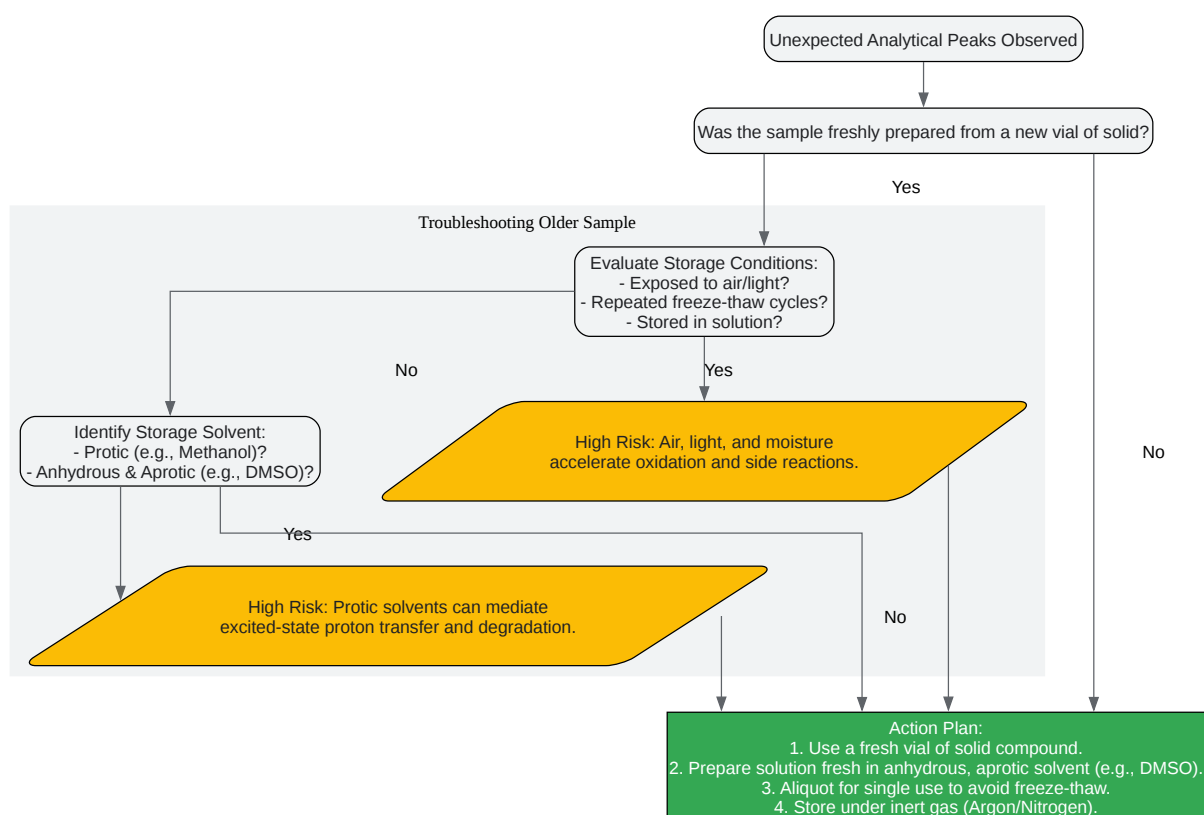 Unexpected Analytical Peaks Observed
Was the sample freshly prepared from a new vial of solid?
Yes
Troubleshooting Older Sample
Evaluate Storage Conditions:
- Exposed to air/light?
- Repeated freeze-thaw cycles?
- Stored in solution?
No
Yes
Identify Storage Solvent:
- Protic (e.g., Methanol)?
- Anhydrous & Aprotic (e.g., DMSO)?
High Risk: Air, light, and moisture
accelerate oxidation and side reactions.
No
Yes
High Risk: Protic solvents can mediate
excited-state proton transfer and degradation.
No
Action Plan:
1. Use a fresh vial of solid compound.
2. Prepare solution fresh in anhydrous, aprotic solvent (e.g., DMSO).
3. Aliquot for single use to avoid freeze-thaw.
4. Store under inert gas (Argon/Nitrogen).